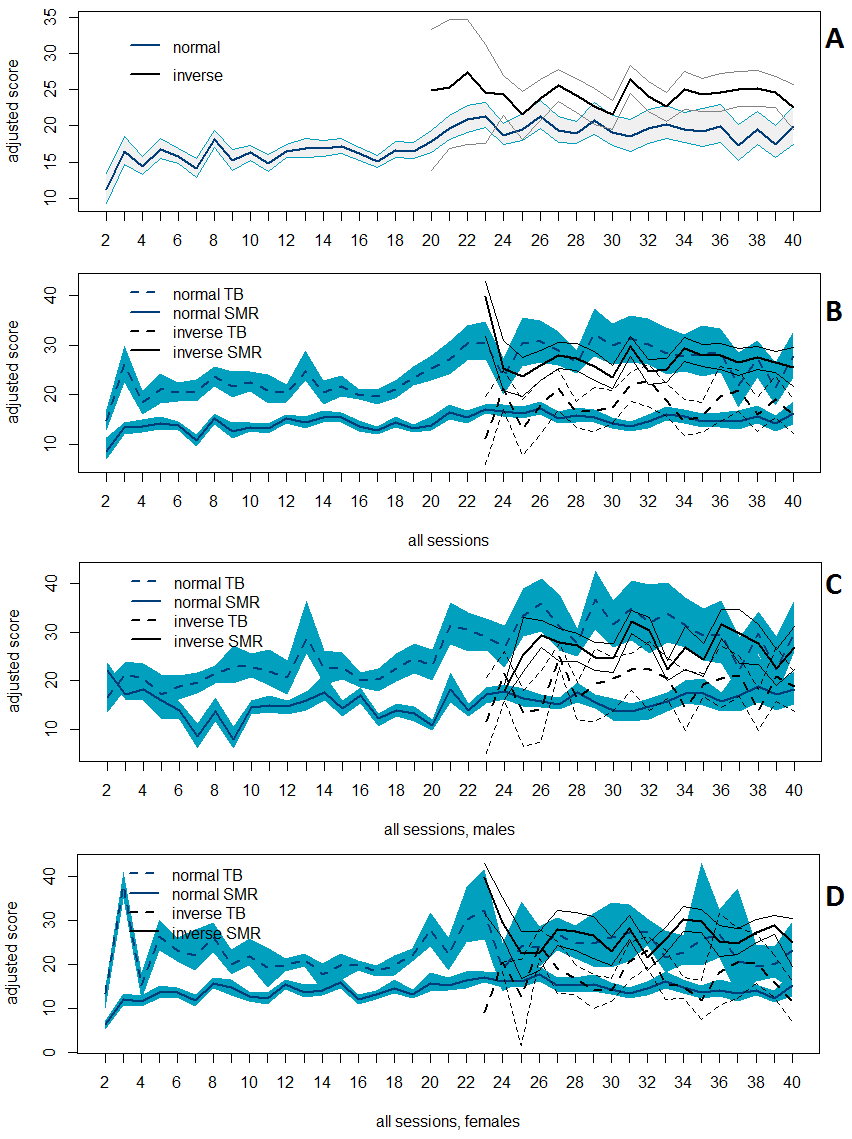 A
adjusted score
35
30
25
20
15
10
normal
inverse
2 4 6 8 10 12 14 16 18 20 22 24 26 28 30 32 34 36 38 40
B
adjusted score
40
30
20
10
normal TB
normal SMR
inverse TB
inverse SMR
2 4 6 8 10 12 14 16 18 20 22 24 26 28 30 32 34 36 38 40
all sessions
C
adjusted score
40
30
20
10
normal TB
normal SMR
inverse TB
inverse SMR
2 4 6 8 10 12 14 16 18 20 22 24 26 28 30 32 34 36 38 40
all sessions, males
D
adjusted score
40
30
20
10
0
normal TB
normal SMR
inverse TB
inverse SMR
2 4 6 8 10 12 14 16 18 20 22 24 26 28 30 32 34 36 38 40
all sessions, females